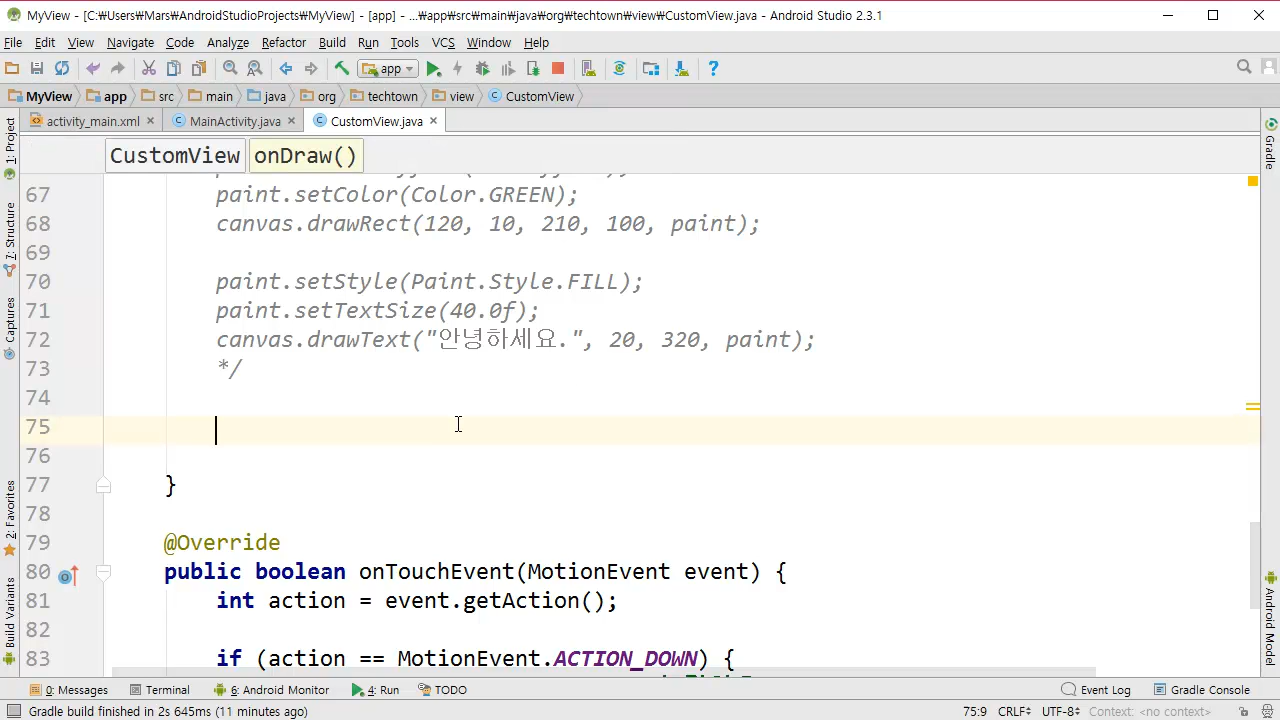 MyView - [C:₩Users₩Mars₩AndroidStudioProjects₩MyView] - [app] - ...₩app₩src₩main₩java₩org₩techtown₩view₩CustomView.java - Android Studio 2.3.1
File Edit View Navigate Code Analyze Refactor Build Run Tools VCS Window Help
app
MyView app src main java org techtown view CustomView
activity_main.xml MainActivity.java CustomView.java
CustomView onDraw()
67 paint.setColor(Color.GREEN);
68 canvas.drawRect(120, 10, 210, 100, paint);
69
70 paint.setStyle(Paint.Style.FILL);
71 paint.setTextSize(40.0f);
72 canvas.drawText("안녕하세요.", 20, 320, paint);
73 */
74
75
76
77 }
78
79 @Override
80 public boolean onTouchEvent(MotionEvent event) {
81 int action = event.getAction();
82
83 if (action == MotionEvent.ACTION_DOWN) {
1: Project
7: Structure
Captures
2: Favorites
Build Variants
Gradle
Android Model
0: Messages Terminal 6: Android Monitor 4: Run TODO Event Log Gradle Console
Gradle build finished in 2s 645ms (11 minutes ago) 75:9 CRLF UTF-8 Context: <no context>